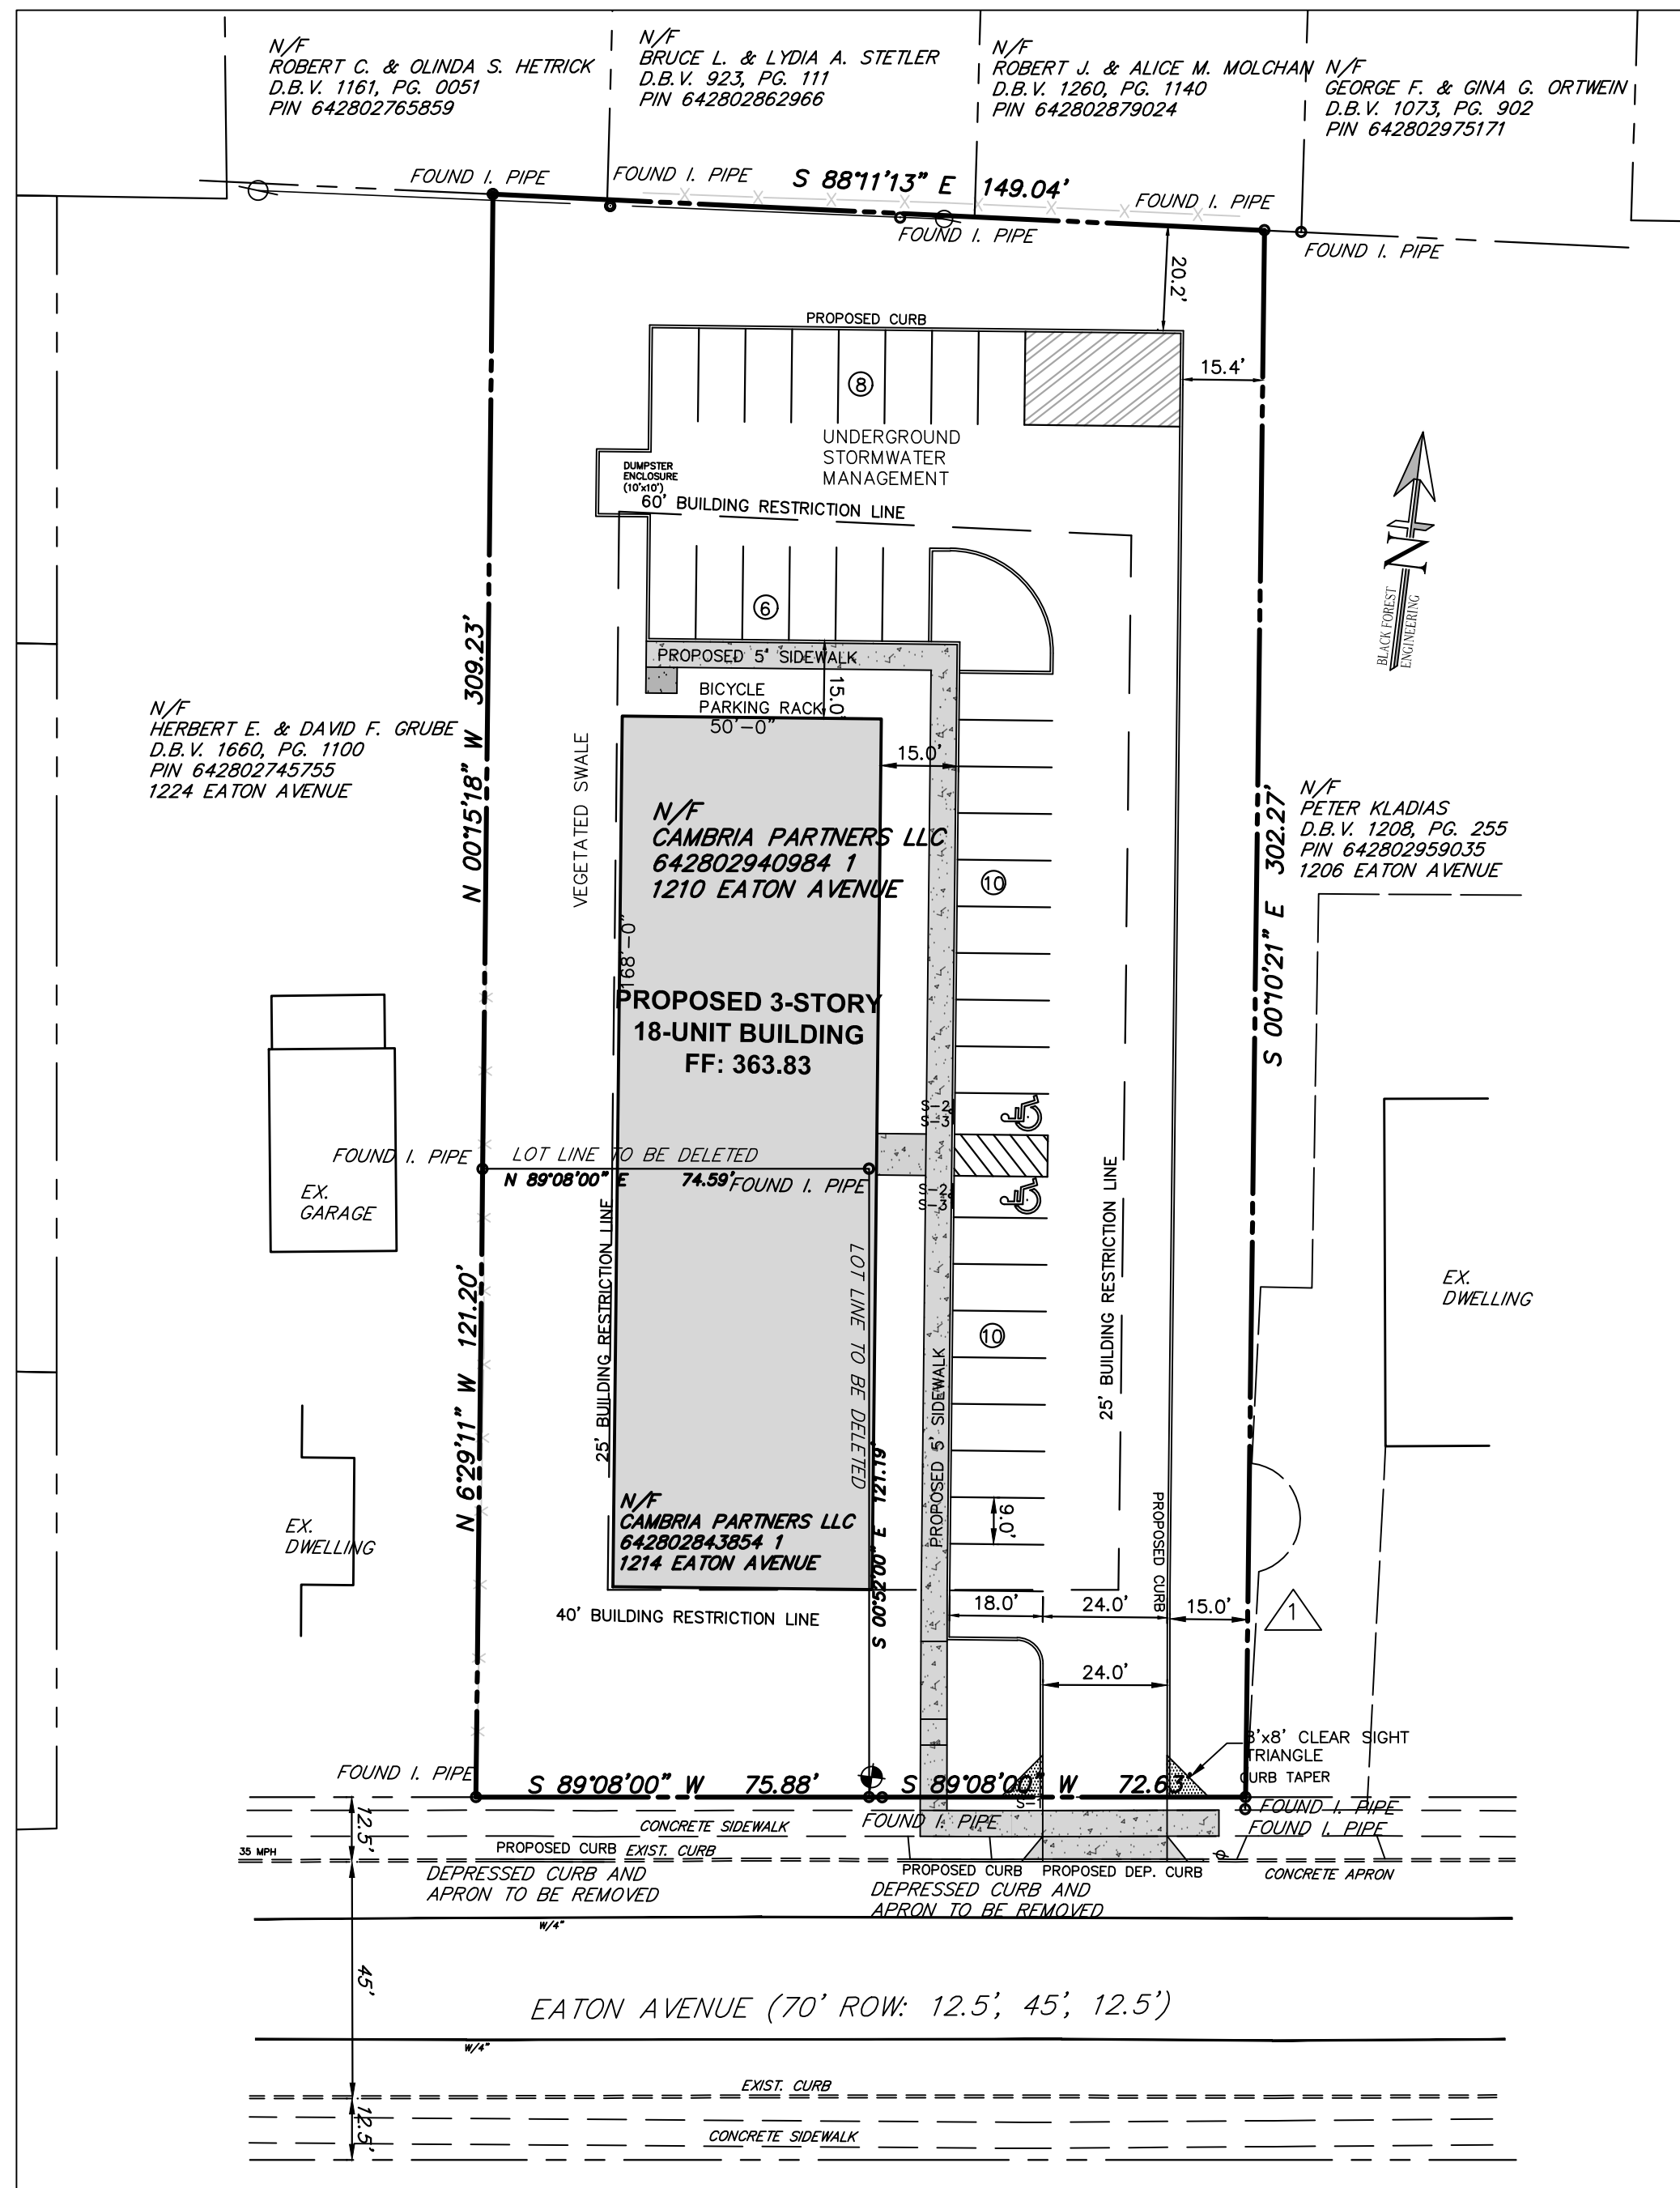 N/F
ROBERT C. & OLINDA S. HETRICK
D.B.V. 1161, PG. 0051
PIN 642802765859
N/F
BRUCE L. & LYDIA A. STETLER
D.B.V. 923, PG. 111
PIN 642802862966
N/F
ROBERT J. & ALICE M. MOLCHAN
D.B.V. 1260, PG. 1140
PIN 642802879024
N/F
GEORGE F. & GINA G. ORTWEIN
D.B.V. 1073, PG. 902
PIN 642802975171
FOUND I. PIPE
FOUND I. PIPE
S 88°11'13" E 149.04'
FOUND I. PIPE
FOUND I. PIPE
FOUND I. PIPE
20.2'
PROPOSED CURB
15.4'
8
UNDERGROUND
STORMWATER
MANAGEMENT
DUMPSTER
ENCLOSURE
(10'x10')
60' BUILDING RESTRICTION LINE
N
BLACK FOREST
ENGINEERING
6
PROPOSED 5' SIDEWALK
BICYCLE
PARKING RACK
15.0'
50'-0"
15.0'
N 00°15'18" W 309.23'
N/F
HERBERT E. & DAVID F. GRUBE
D.B.V. 1660, PG. 1100
PIN 642802745755
1224 EATON AVENUE
VEGETATED SWALE
N/F
CAMBRIA PARTNERS LLC
642802940984 1
1210 EATON AVENUE
168'-0"
10
N/F
PETER KLADIAS
D.B.V. 1208, PG. 255
PIN 642802959035
1206 EATON AVENUE
S 00°10'21" E 302.27'
PROPOSED 3-STORY
18-UNIT BUILDING
FF: 363.83
S-2
S-3
FOUND I. PIPE
LOT LINE TO BE DELETED
N 89°08'00" E 74.59'
FOUND I. PIPE
S-2
S-3
EX.
GARAGE
25' BUILDING RESTRICTION LINE
LOT LINE TO BE DELETED
25' BUILDING RESTRICTION LINE
EX.
DWELLING
N 6°29'11" W 121.20'
10
PROPOSED 5' SIDEWALK
S 00°52'00" E 121.19'
9.0'
PROPOSED CURB
EX.
DWELLING
N/F
CAMBRIA PARTNERS LLC
642802843854 1
1214 EATON AVENUE
40' BUILDING RESTRICTION LINE
18.0'
24.0'
15.0'
1
24.0'
8'x8' CLEAR SIGHT
TRIANGLE
CURB TAPER
FOUND I. PIPE
S 89°08'00" W 75.88'
S 89°08'00" W 72.63'
S-1
FOUND I. PIPE
FOUND I. PIPE
FOUND I. PIPE
12.5'
CONCRETE SIDEWALK
35 MPH
PROPOSED CURB
EXIST. CURB
DEPRESSED CURB AND
APRON TO BE REMOVED
PROPOSED CURB
PROPOSED DEP. CURB
CONCRETE APRON
DEPRESSED CURB AND
APRON TO BE REMOVED
W/4"
45'
EATON AVENUE (70' ROW: 12.5', 45', 12.5')
W/4"
EXIST. CURB
12.5'
CONCRETE SIDEWALK